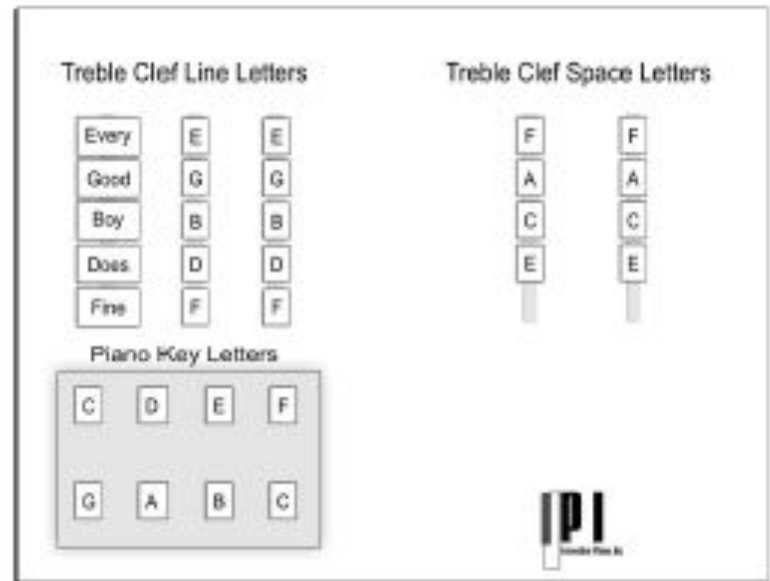 Treble Clef Line Letters
Treble Clef Space Letters
Every E E
Good G G
Boy B B
Does D D
Fine F F
F F
A A
C C
E E
Piano Key Letters
C D E F
G A B C
PI